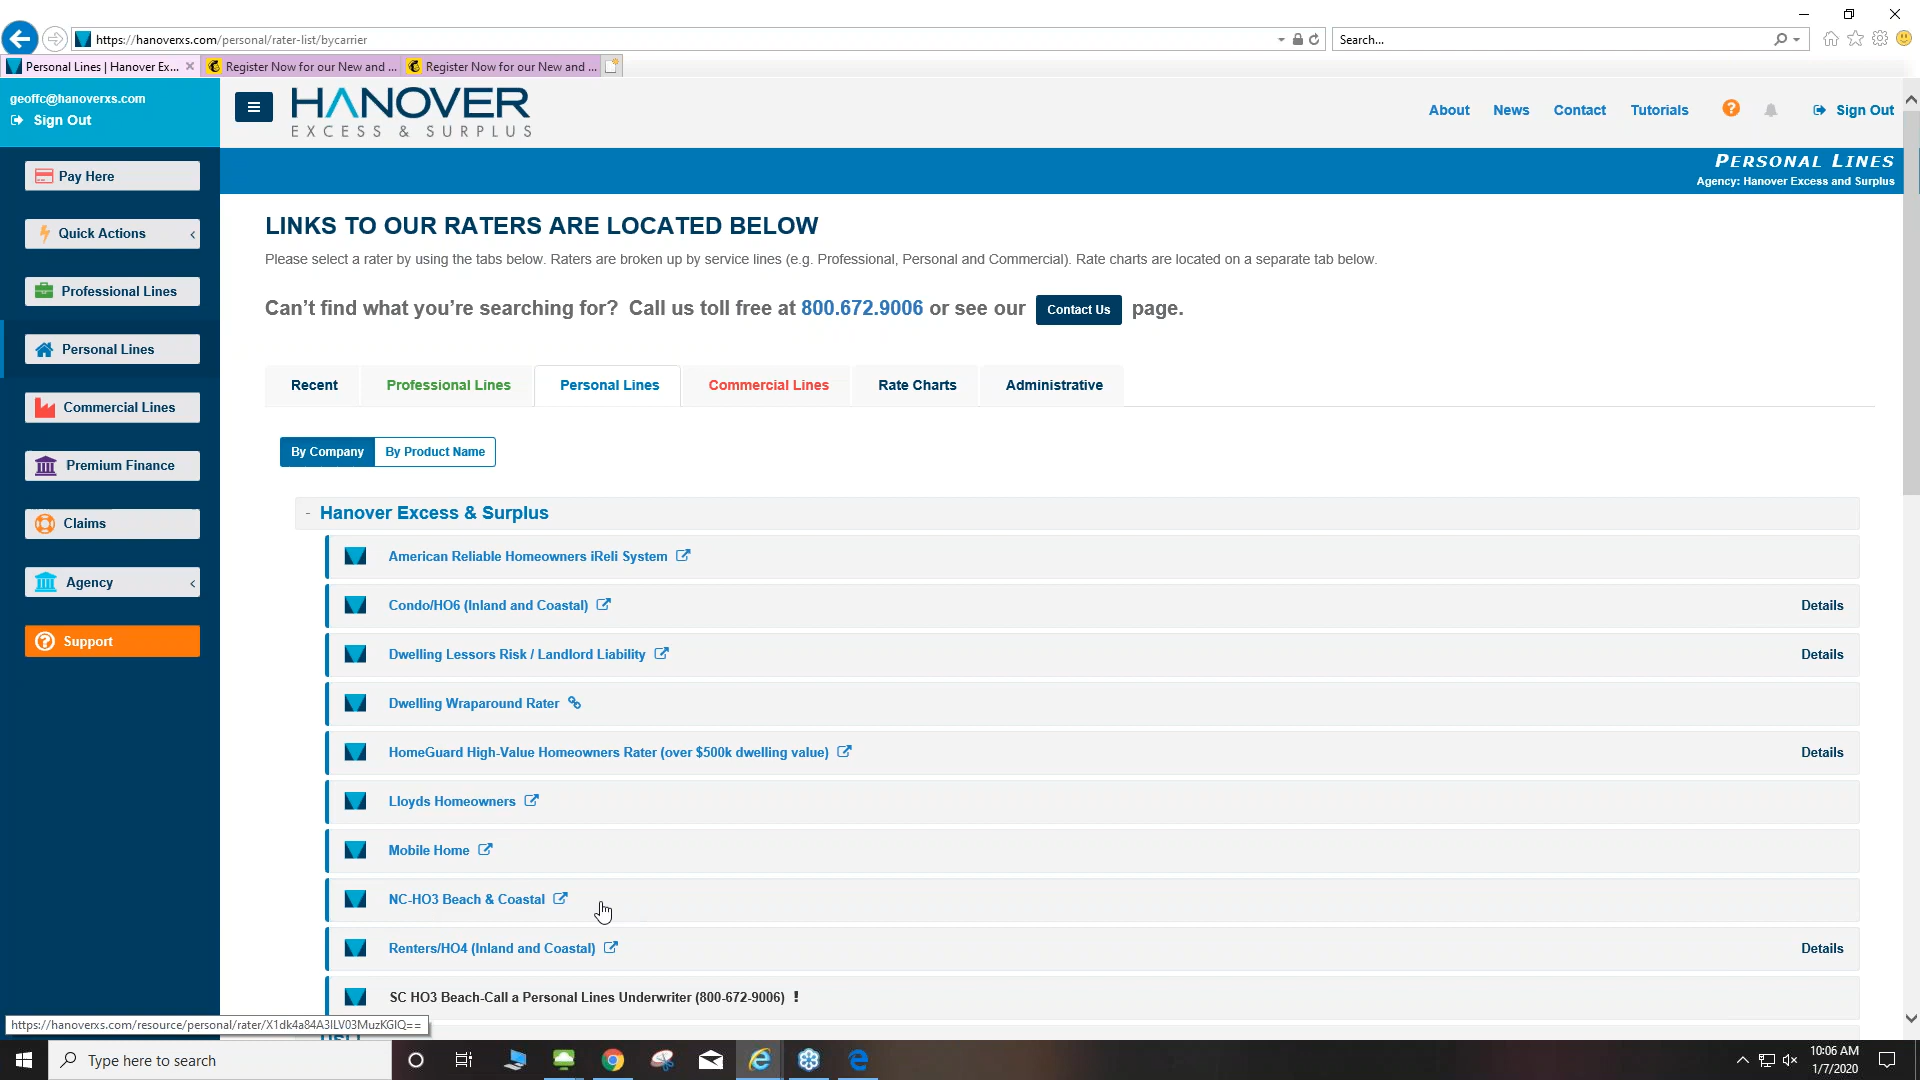 https://hanoverxs.com/personal/rater-list/bycarrier
Search...
Personal Lines | Hanover Ex...
Register Now for our New and ...
Register Now for our New and ...
geoffc@hanoverxs.com
Sign Out
HANOVER
EXCESS & SURPLUS
About
News
Contact
Tutorials
Sign Out
PERSONAL LINES
Agency: Hanover Excess and Surplus
Pay Here
Quick Actions
Professional Lines
Personal Lines
Commercial Lines
Premium Finance
Claims
Agency
Support
LINKS TO OUR RATERS ARE LOCATED BELOW
Please select a rater by using the tabs below. Raters are broken up by service lines (e.g. Professional, Personal and Commercial). Rate charts are located on a separate tab below.
Can't find what you're searching for? Call us toll free at 800.672.9006 or see our Contact Us page.
Recent
Professional Lines
Personal Lines
Commercial Lines
Rate Charts
Administrative
By Company
By Product Name
- Hanover Excess & Surplus
American Reliable Homeowners iReli System
Condo/HO6 (Inland and Coastal) Details
Dwelling Lessors Risk / Landlord Liability Details
Dwelling Wraparound Rater
HomeGuard High-Value Homeowners Rater (over $500k dwelling value) Details
Lloyds Homeowners
Mobile Home
NC-HO3 Beach & Coastal
Renters/HO4 (Inland and Coastal) Details
SC HO3 Beach-Call a Personal Lines Underwriter (800-672-9006) !
Type here to search
10:06 AM
1/7/2020